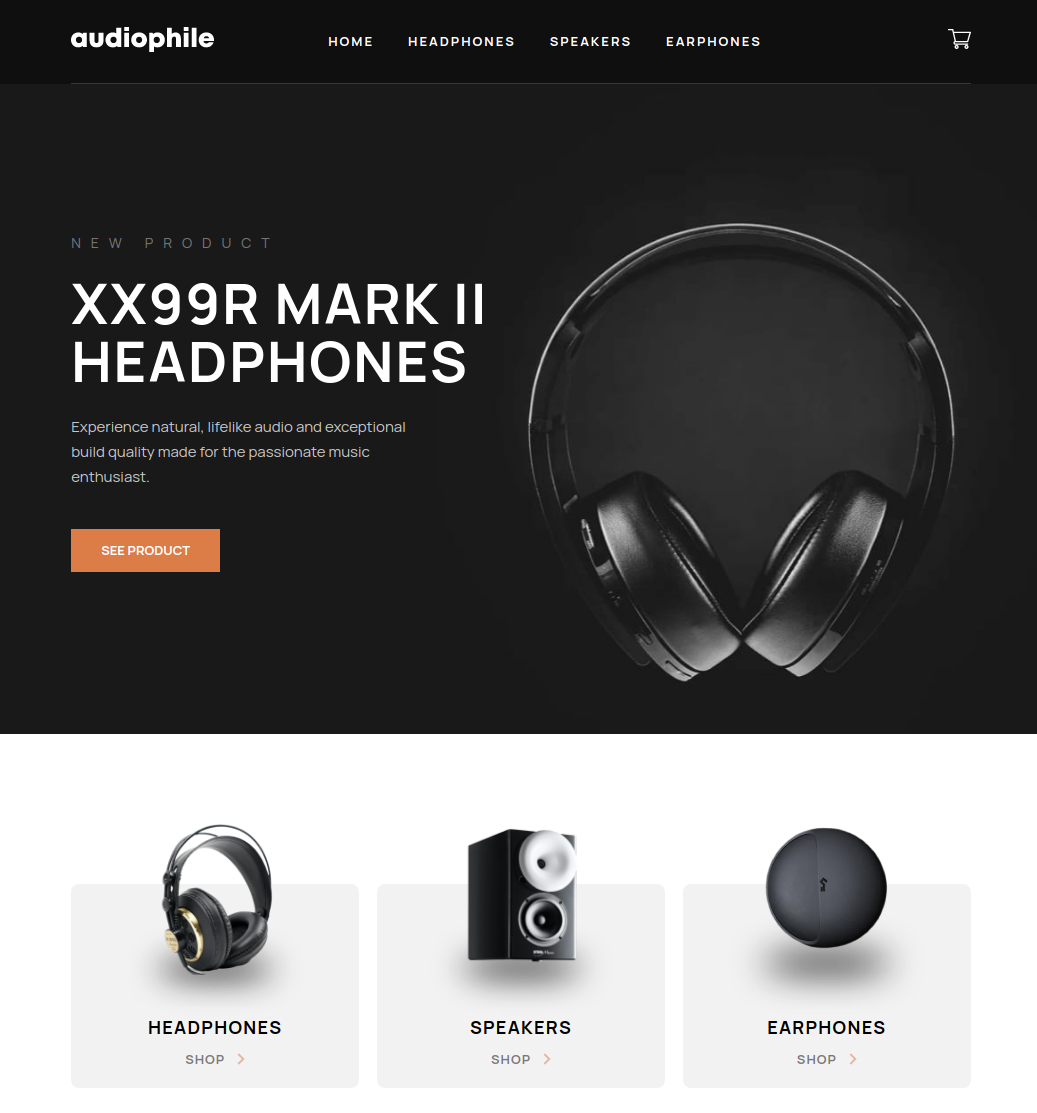 audiophile
HOME HEADPHONES SPEAKERS EARPHONES
NEW PRODUCT
XX99R MARK II
HEADPHONES
Experience natural, lifelike audio and exceptional
build quality made for the passionate music
enthusiast.
SEE PRODUCT
HEADPHONES
SHOP
SPEAKERS
SHOP
EARPHONES
SHOP